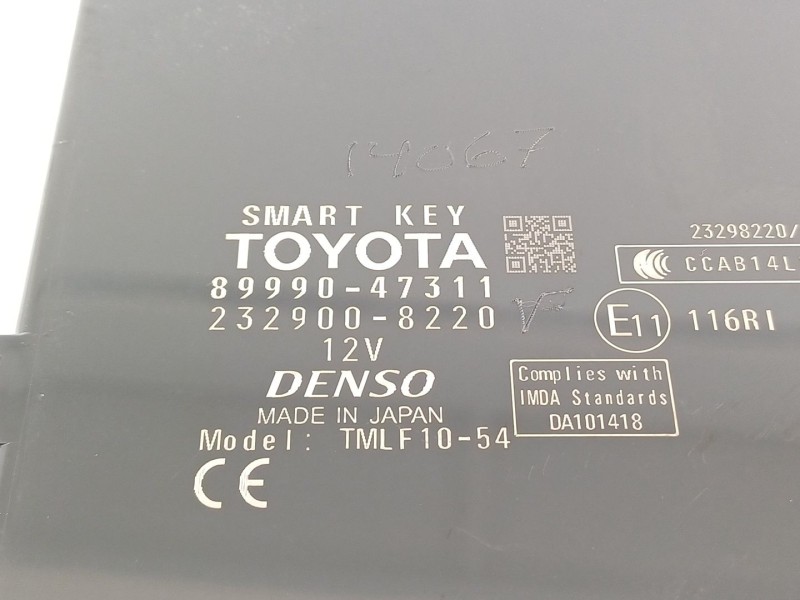 14067
SMART KEY
TOYOTA
89990-47311
232900-8220
12V
DENSO
MADE IN JAPAN
Model: TMLF10-54
CE
23298220/
CCC CCAB14L
E11 116RI
Complies with
IMDA Standards
DA101418